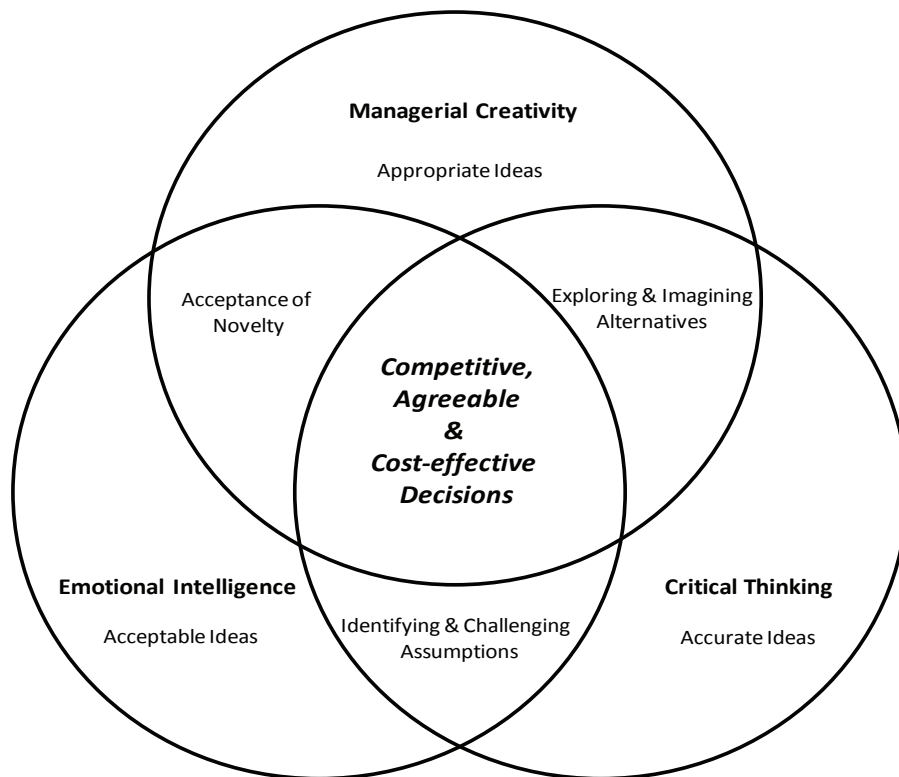 Managerial Creativity
Appropriate Ideas
Acceptance of
Novelty
Exploring & Imagining
Alternatives
Competitive,
Agreeable
&
Cost-effective
Decisions
Emotional Intelligence
Acceptable Ideas
Identifying & Challenging
Assumptions
Critical Thinking
Accurate Ideas